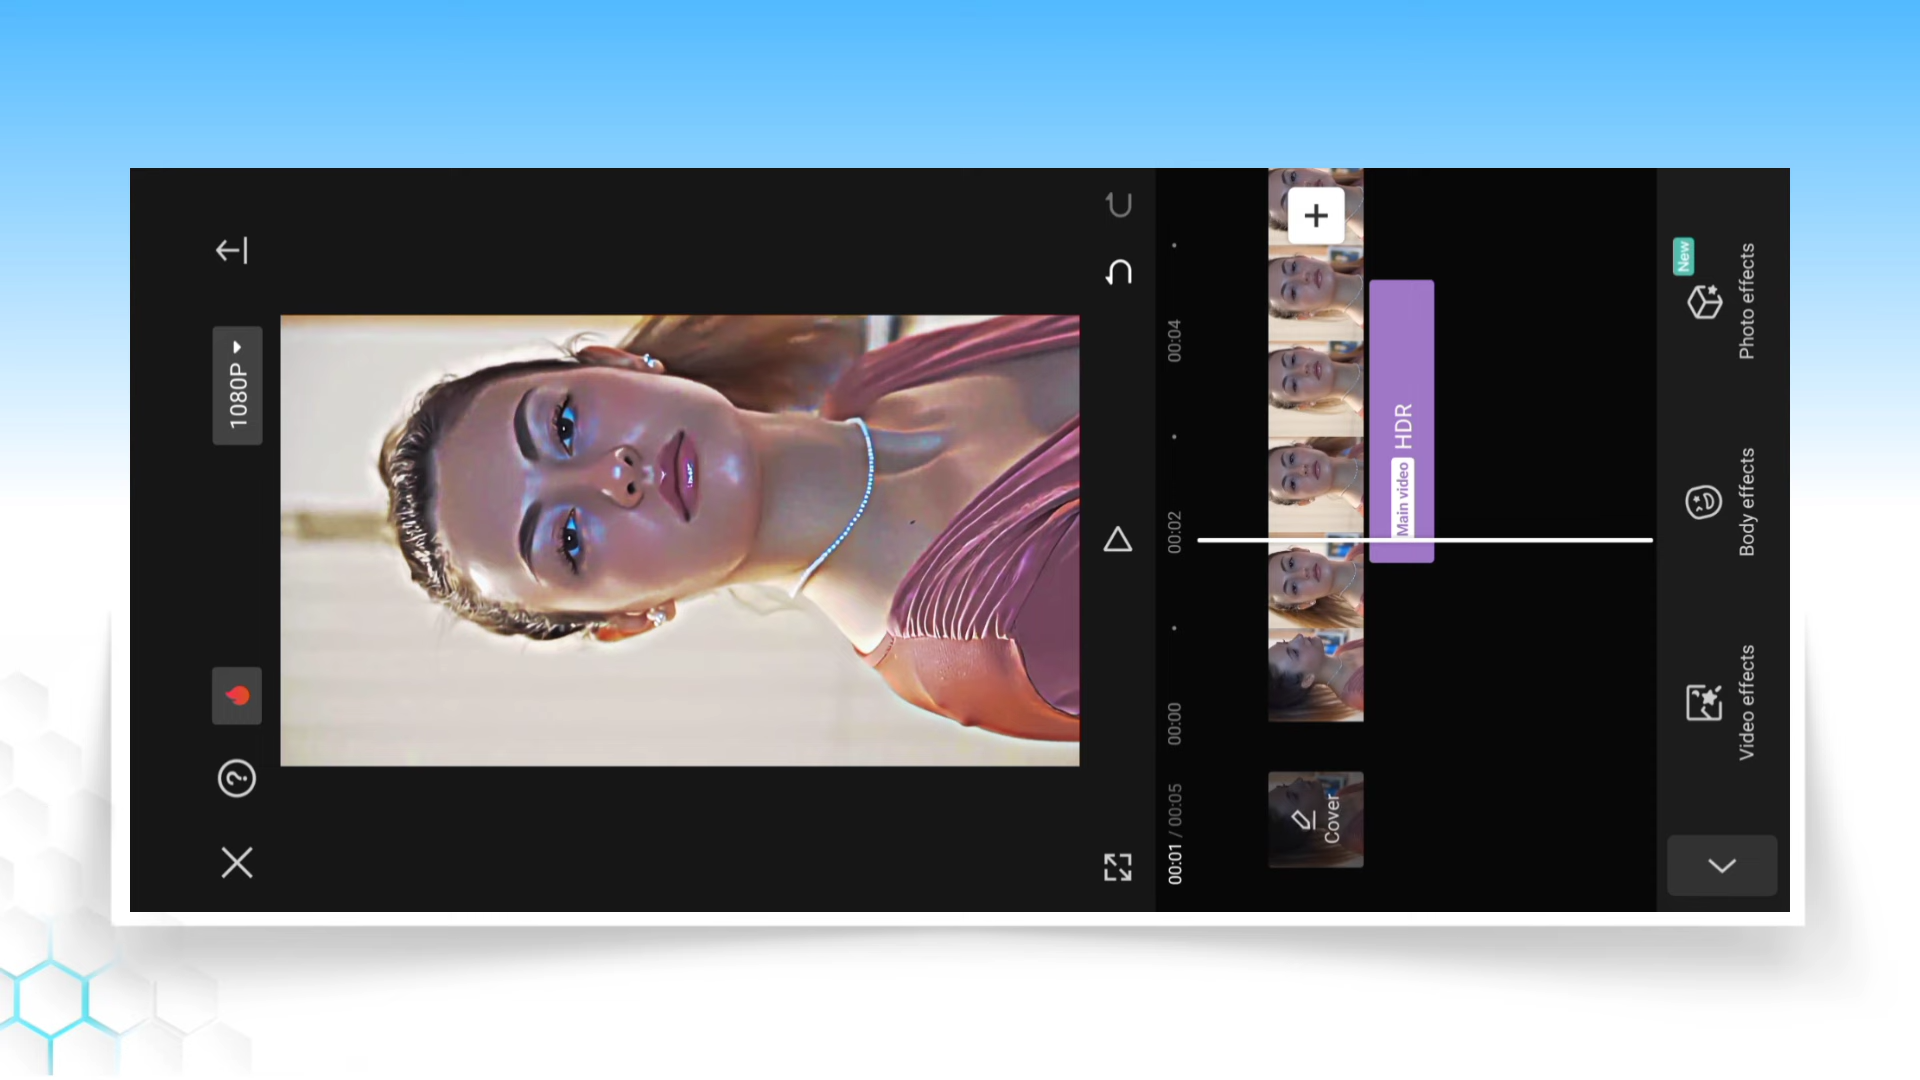 1080P
00:01 / 00:05
00:00
00:02
00:04
Cover
Main video HDR
Video effects
Body effects
Photo effects
New